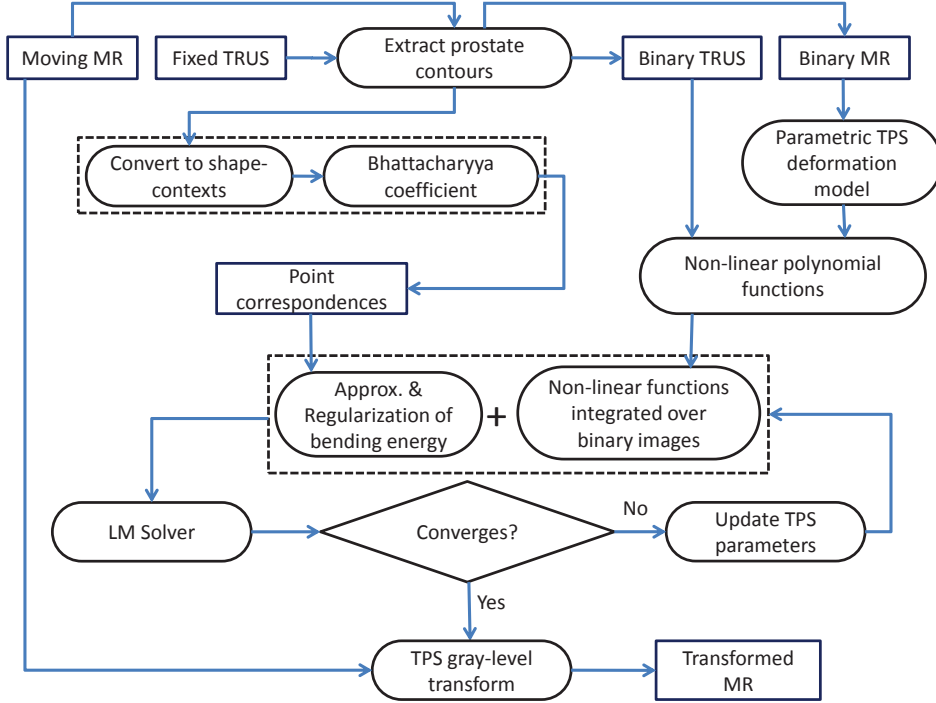 Moving MR
Fixed TRUS
Extract prostate
contours
Binary TRUS
Binary MR
Convert to shape-
contexts
Bhattacharyya
coefficient
Parametric TPS
deformation
model
Point
correspondences
Non-linear polynomial
functions
Approx. &
Regularization of
bending energy
+
Non-linear functions
integrated over
binary images
LM Solver
Converges?
No
Update TPS
parameters
Yes
TPS gray-level
transform
Transformed
MR